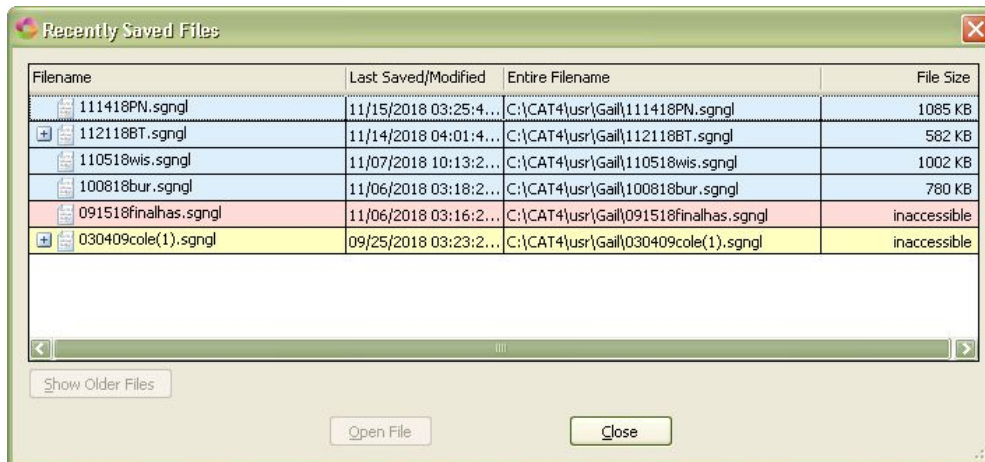 Recently Saved Files
Filename Last Saved/Modified Entire Filename File Size
111418PN.sgngl 11/15/2018 03:25:4... C:\CAT4\usr\Gail\111418PN.sgngl 1085 KB
112118BT.sgngl 11/14/2018 04:01:4... C:\CAT4\usr\Gail\112118BT.sgngl 582 KB
110518wis.sgngl 11/07/2018 10:13:2... C:\CAT4\usr\Gail\110518wis.sgngl 1002 KB
100818bur.sgngl 11/06/2018 03:18:2... C:\CAT4\usr\Gail\100818bur.sgngl 780 KB
091518finalhas.sgngl 11/06/2018 03:16:2... C:\CAT4\usr\Gail\091518finalhas.sgngl inaccessible
030409cole(1).sgngl 09/25/2018 03:23:2... C:\CAT4\usr\Gail\030409cole(1).sgngl inaccessible
Show Older Files
Open File Close